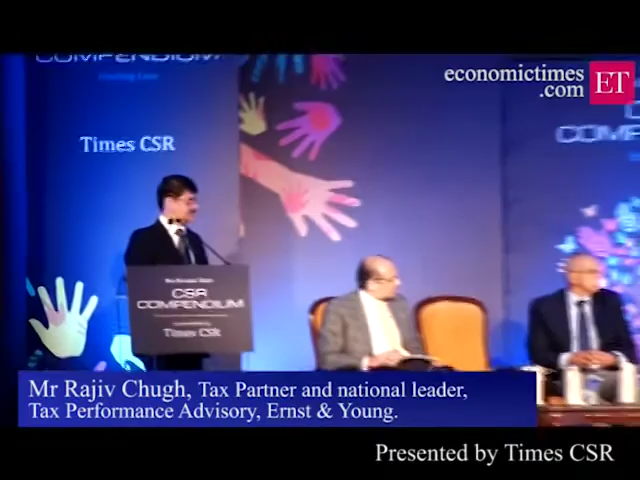 COMPENDIUM
economictimes
.com
ET
Times CSR
CSR
COMPENDIUM
Times CSR
Mr Rajiv Chugh, Tax Partner and national leader,
Tax Performance Advisory, Ernst & Young.
Presented by Times CSR